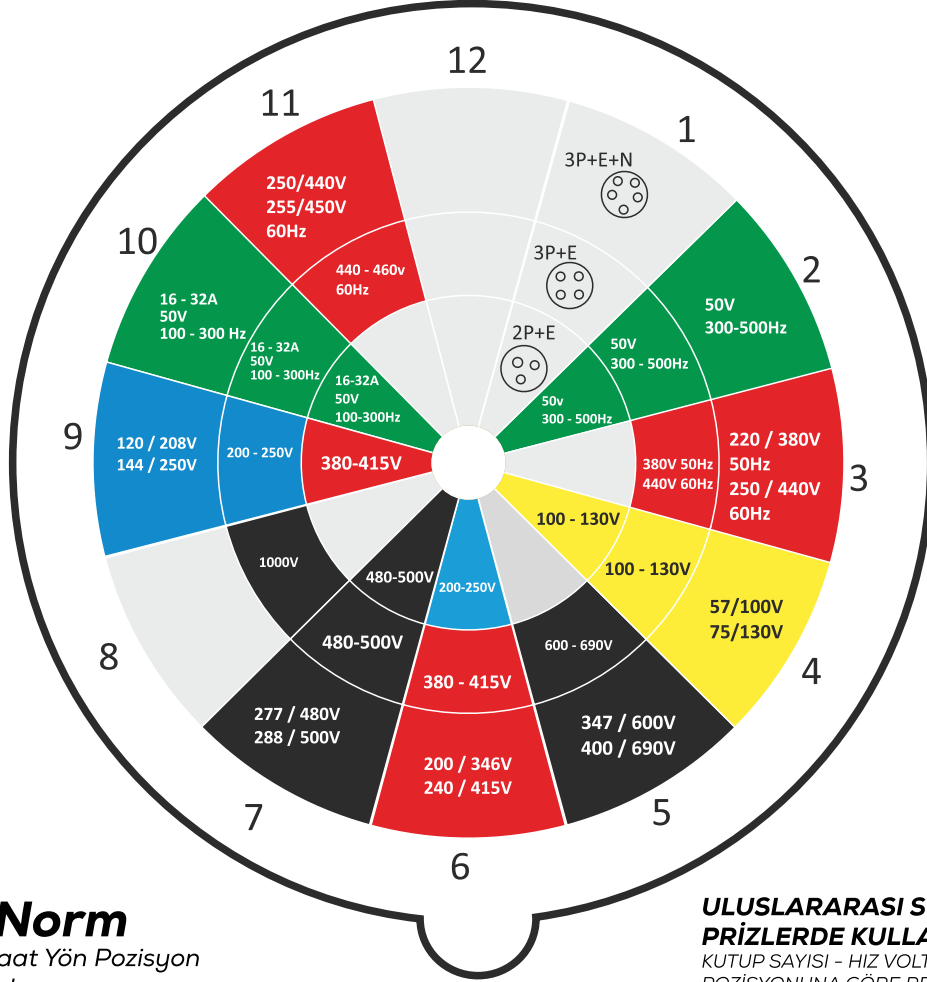 12
1
3P+E+N
3P+E
2P+E
2
50V
300-500Hz
50V
300 - 500Hz
50v
300 - 500Hz
3
220 / 380V
50Hz
250 / 440V
60Hz
380V 50Hz
440V 60Hz
4
57/100V
75/130V
100 - 130V
100 - 130V
5
347 / 600V
400 / 690V
600 - 690V
6
200 / 346V
240 / 415V
380 - 415V
200-250V
7
277 / 480V
288 / 500V
480-500V
480-500V
8
1000V
9
120 / 208V
144 / 250V
200 - 250V
380-415V
10
16 - 32A
50V
100 - 300 Hz
16 - 32A
50V
100 - 300Hz
16-32A
50V
100-300Hz
11
250/440V
255/450V
60Hz
440 - 460v
60Hz
Norm
aat Yön Pozisyon
ULUSLARARASI S
PRİZLERDE KULLA
KUTUP SAYISI - HIZ VOLT